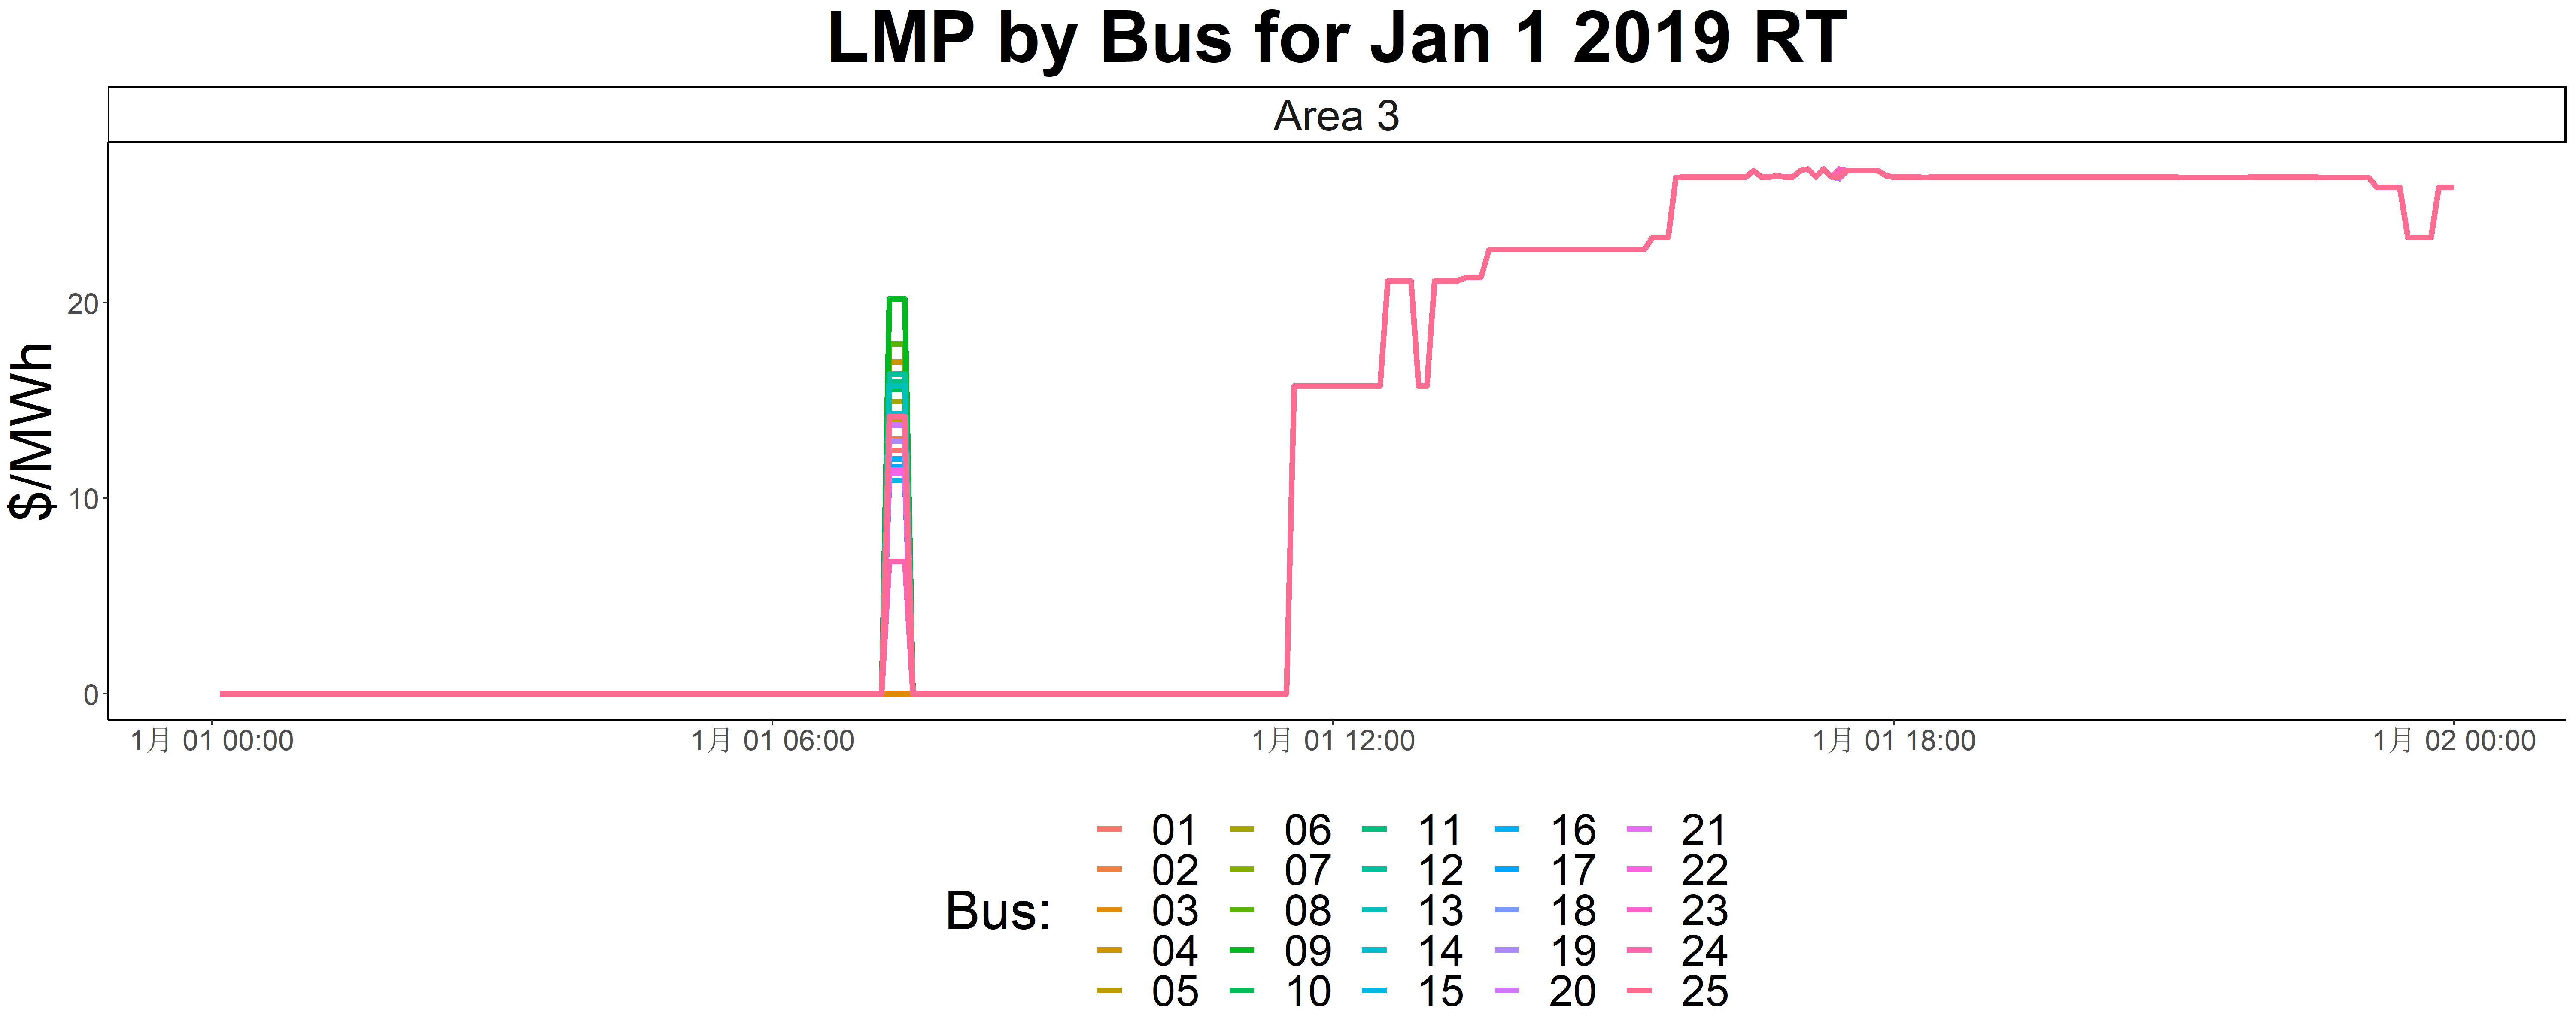 LMP by Bus for Jan 1 2019 RT
Area 3
$/MWh
20
10
0
1月 01 00:00 1月 01 06:00 1月 01 12:00 1月 01 18:00 1月 02 00:00
Bus:
01 06 11 16 21
02 07 12 17 22
03 08 13 18 23
04 09 14 19 24
05 10 15 20 25